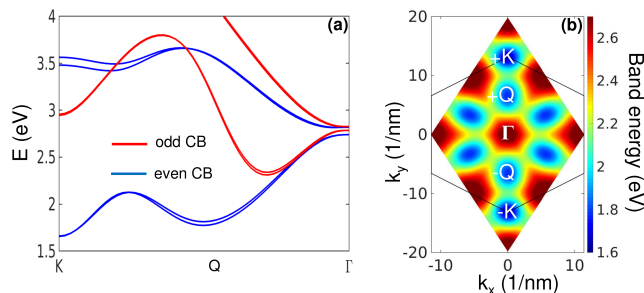 (a)
4
3.5
3
2.5
2
1.5
E (eV)
odd CB
even CB
K
Q
Γ
(b)
20
10
0
-10
-20
k_y (1/nm)
+K
+Q
Γ
-Q
-K
-10
0
10
k_x (1/nm)
2.6
2.4
2.2
2.0
1.8
1.6
Band energy (eV)